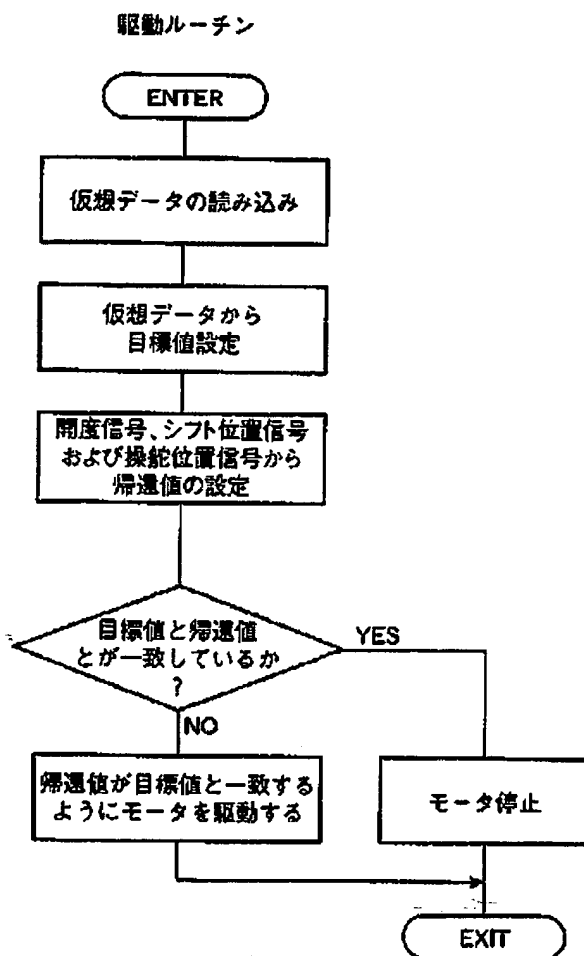 駆動ルーチン
ENTER
仮想データの読み込み
仮想データから
目標値設定
開度信号、シフト位置信号
および操舵位置信号から
帰還値の設定
目標値と帰還値
とが一致しているか
?
YES
NO
帰還値が目標値と一致する
ようにモータを駆動する
モータ停止
EXIT